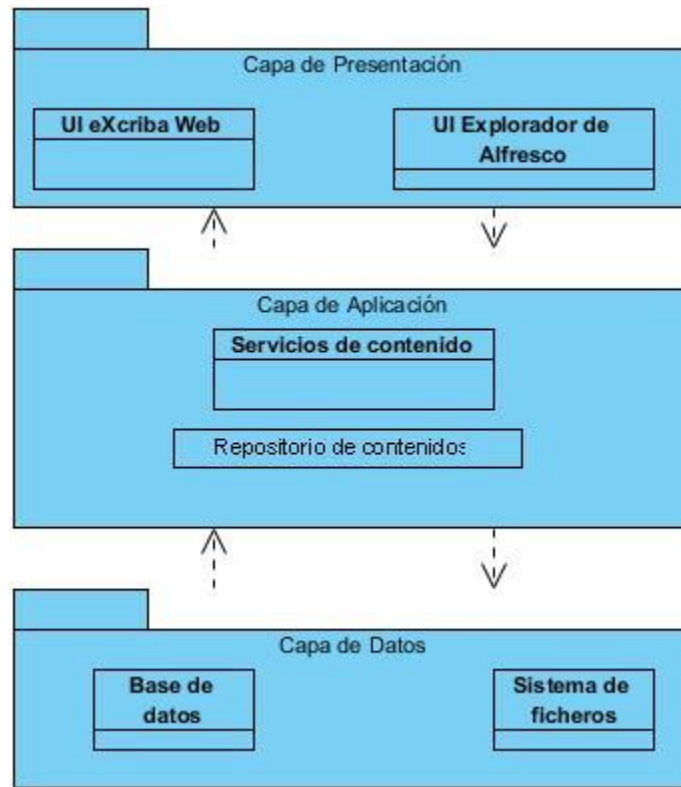 Capa de Presentación
UI eXcriba Web
UI Explorador de
Alfresco
Capa de Aplicación
Servicios de contenido
Repositorio de contenidos
Capa de Datos
Base de
datos
Sistema de
ficheros